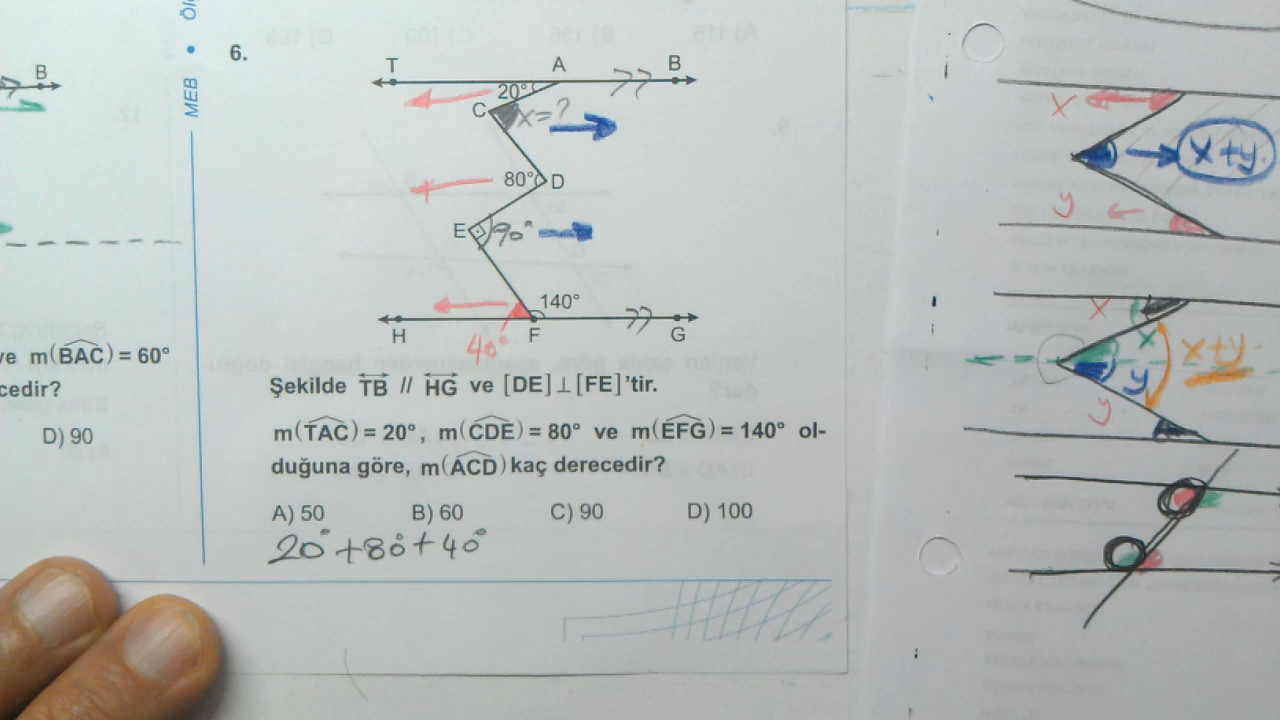 B
MEB •
6.
T A B
20°
C x=?
80° D
E 90°
140°
H F G
40°
ve m(BAC) = 60°
cedir?
D) 90
Şekilde TB // HG ve [DE]⊥[FE]'tir.
m(TAC) = 20°, m(CDE) = 80° ve m(EFG) = 140° ol-
duğuna göre, m(ACD) kaç derecedir?
A) 50 B) 60 C) 90 D) 100
20°+80°+40°
x
x+y
y
x
x
x+y
y
y